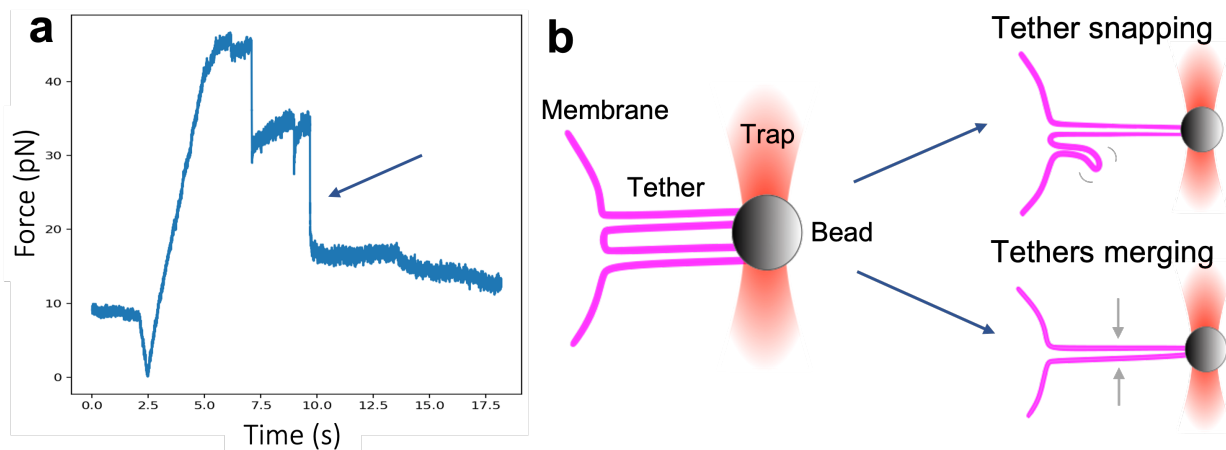 a
40
30
20
10
0
Force (pN)
0.0 2.5 5.0 7.5 10.0 12.5 15.0 17.5
Time (s)
b
Membrane
Tether
Trap
Bead
Tether snapping
Tethers merging